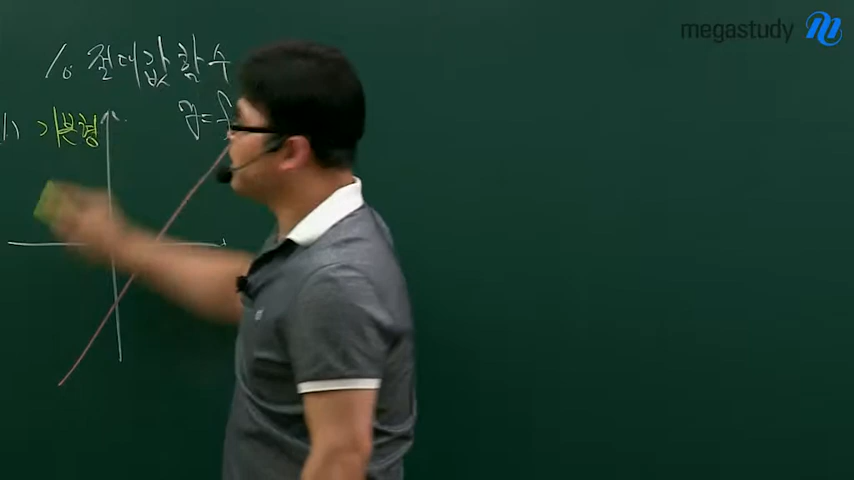 megastudy
1. 절대값 함수
1) 기본형
y = f